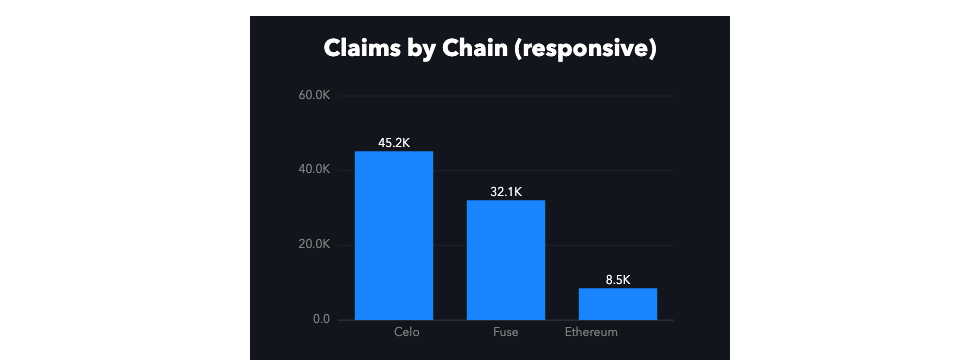 Claims by Chain (responsive)
60.0K
45.2K
40.0K
32.1K
20.0K
8.5K
0.0
Celo Fuse Ethereum